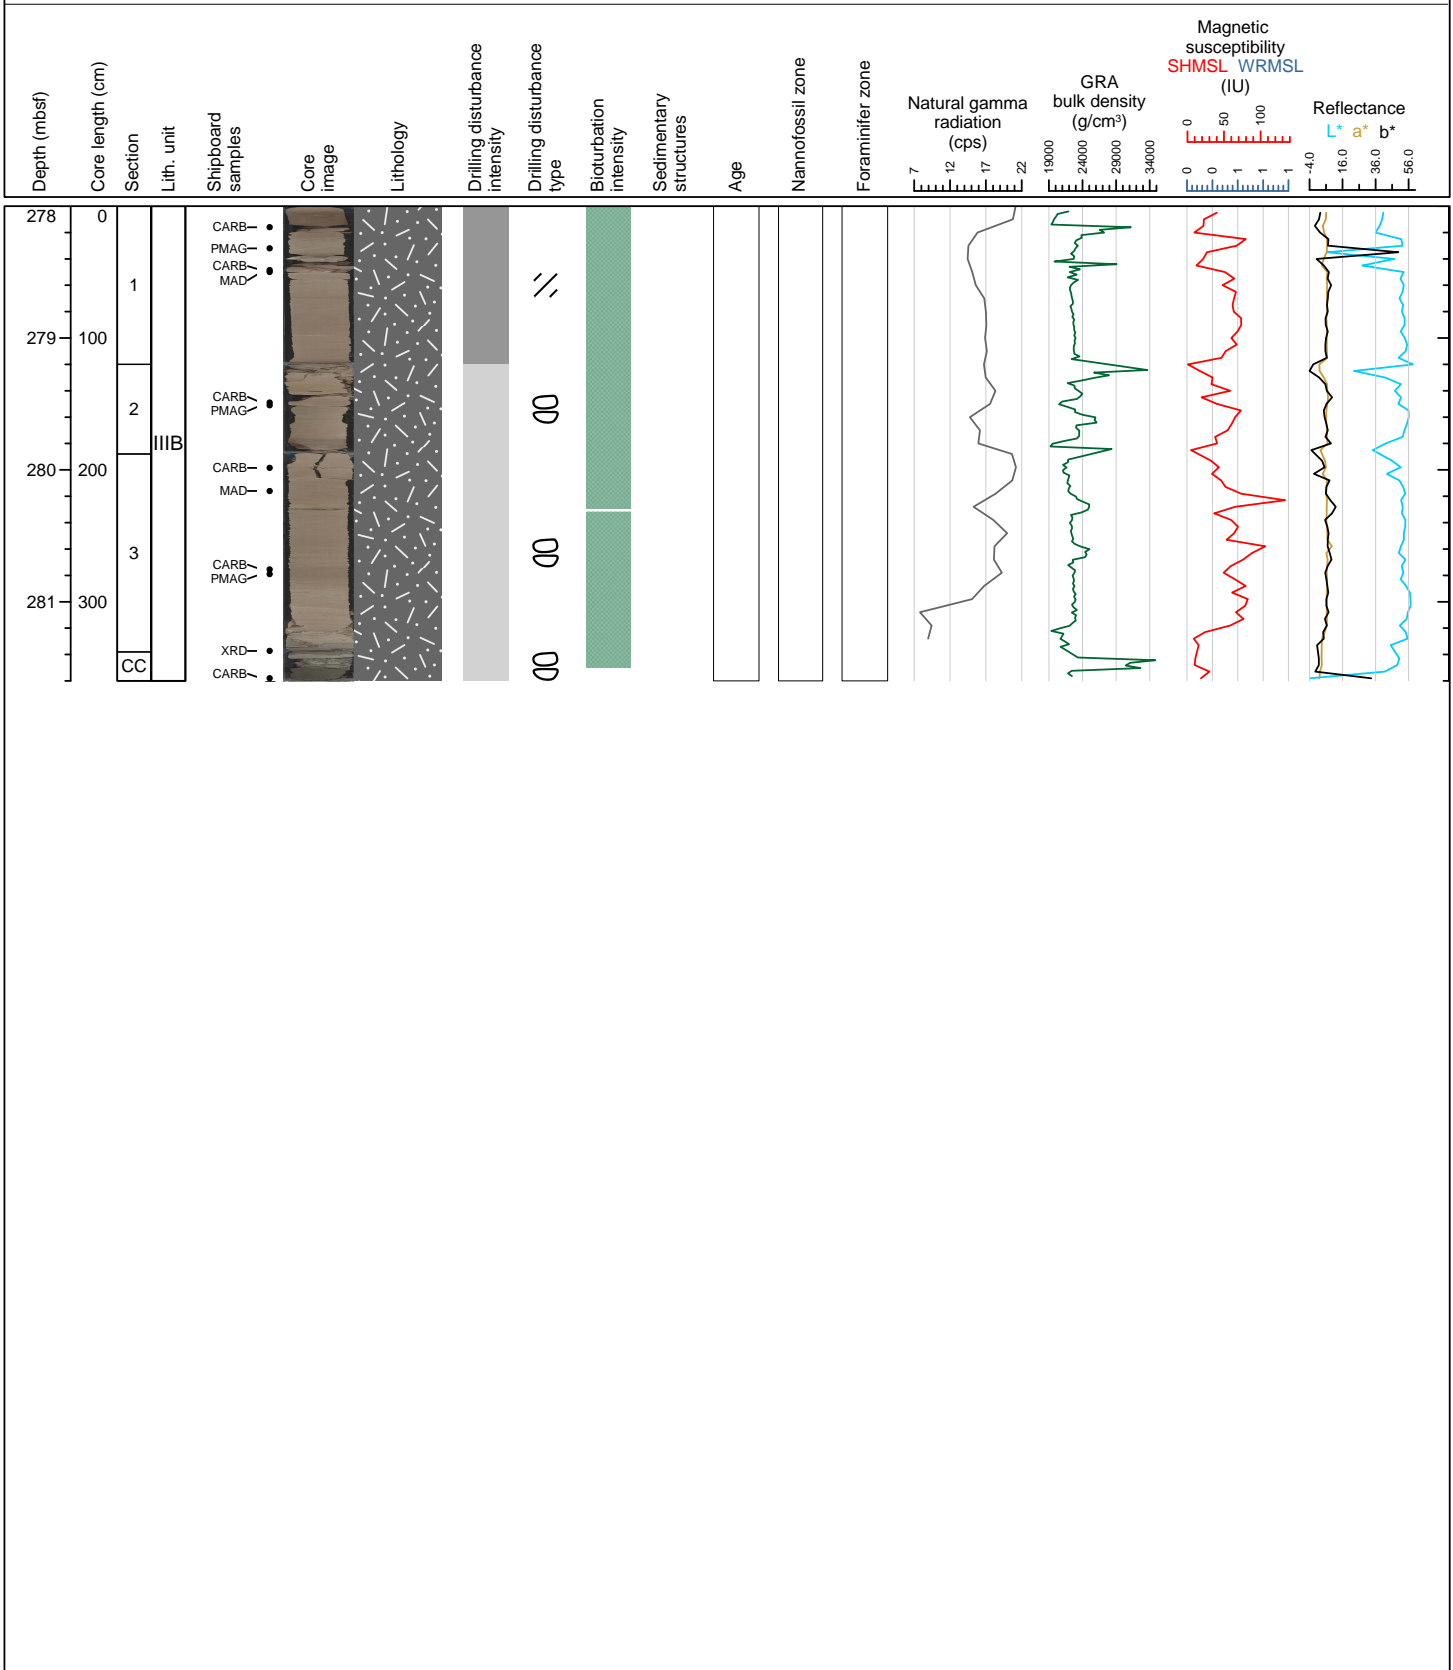 Depth (mbsf)
Core length (cm)
Section
Lith. unit
Shipboard
samples
Core
image
Lithology
Drilling disturbance
intensity
Drilling disturbance
type
Bioturbation
intensity
Sedimentary
structures
Age
Nannofossil zone
Foraminifer zone
Natural gamma
radiation
(cps)
7 12 17 22
GRA
bulk density
(g/cm³)
19000 24000 29000 34000
Magnetic
susceptibility
SHMSL WRMSL
(IU)
0 50 100
0 0 1 1 1
Reflectance
L* a* b*
-4.0 16.0 36.0 56.0
278 0
CARB
PMAG
CARB
MAD
1
279 100
CARB
2
PMAG
IIIB
280 200
CARB
MAD
3
CARB
PMAG
281 300
XRD
CC
CARB